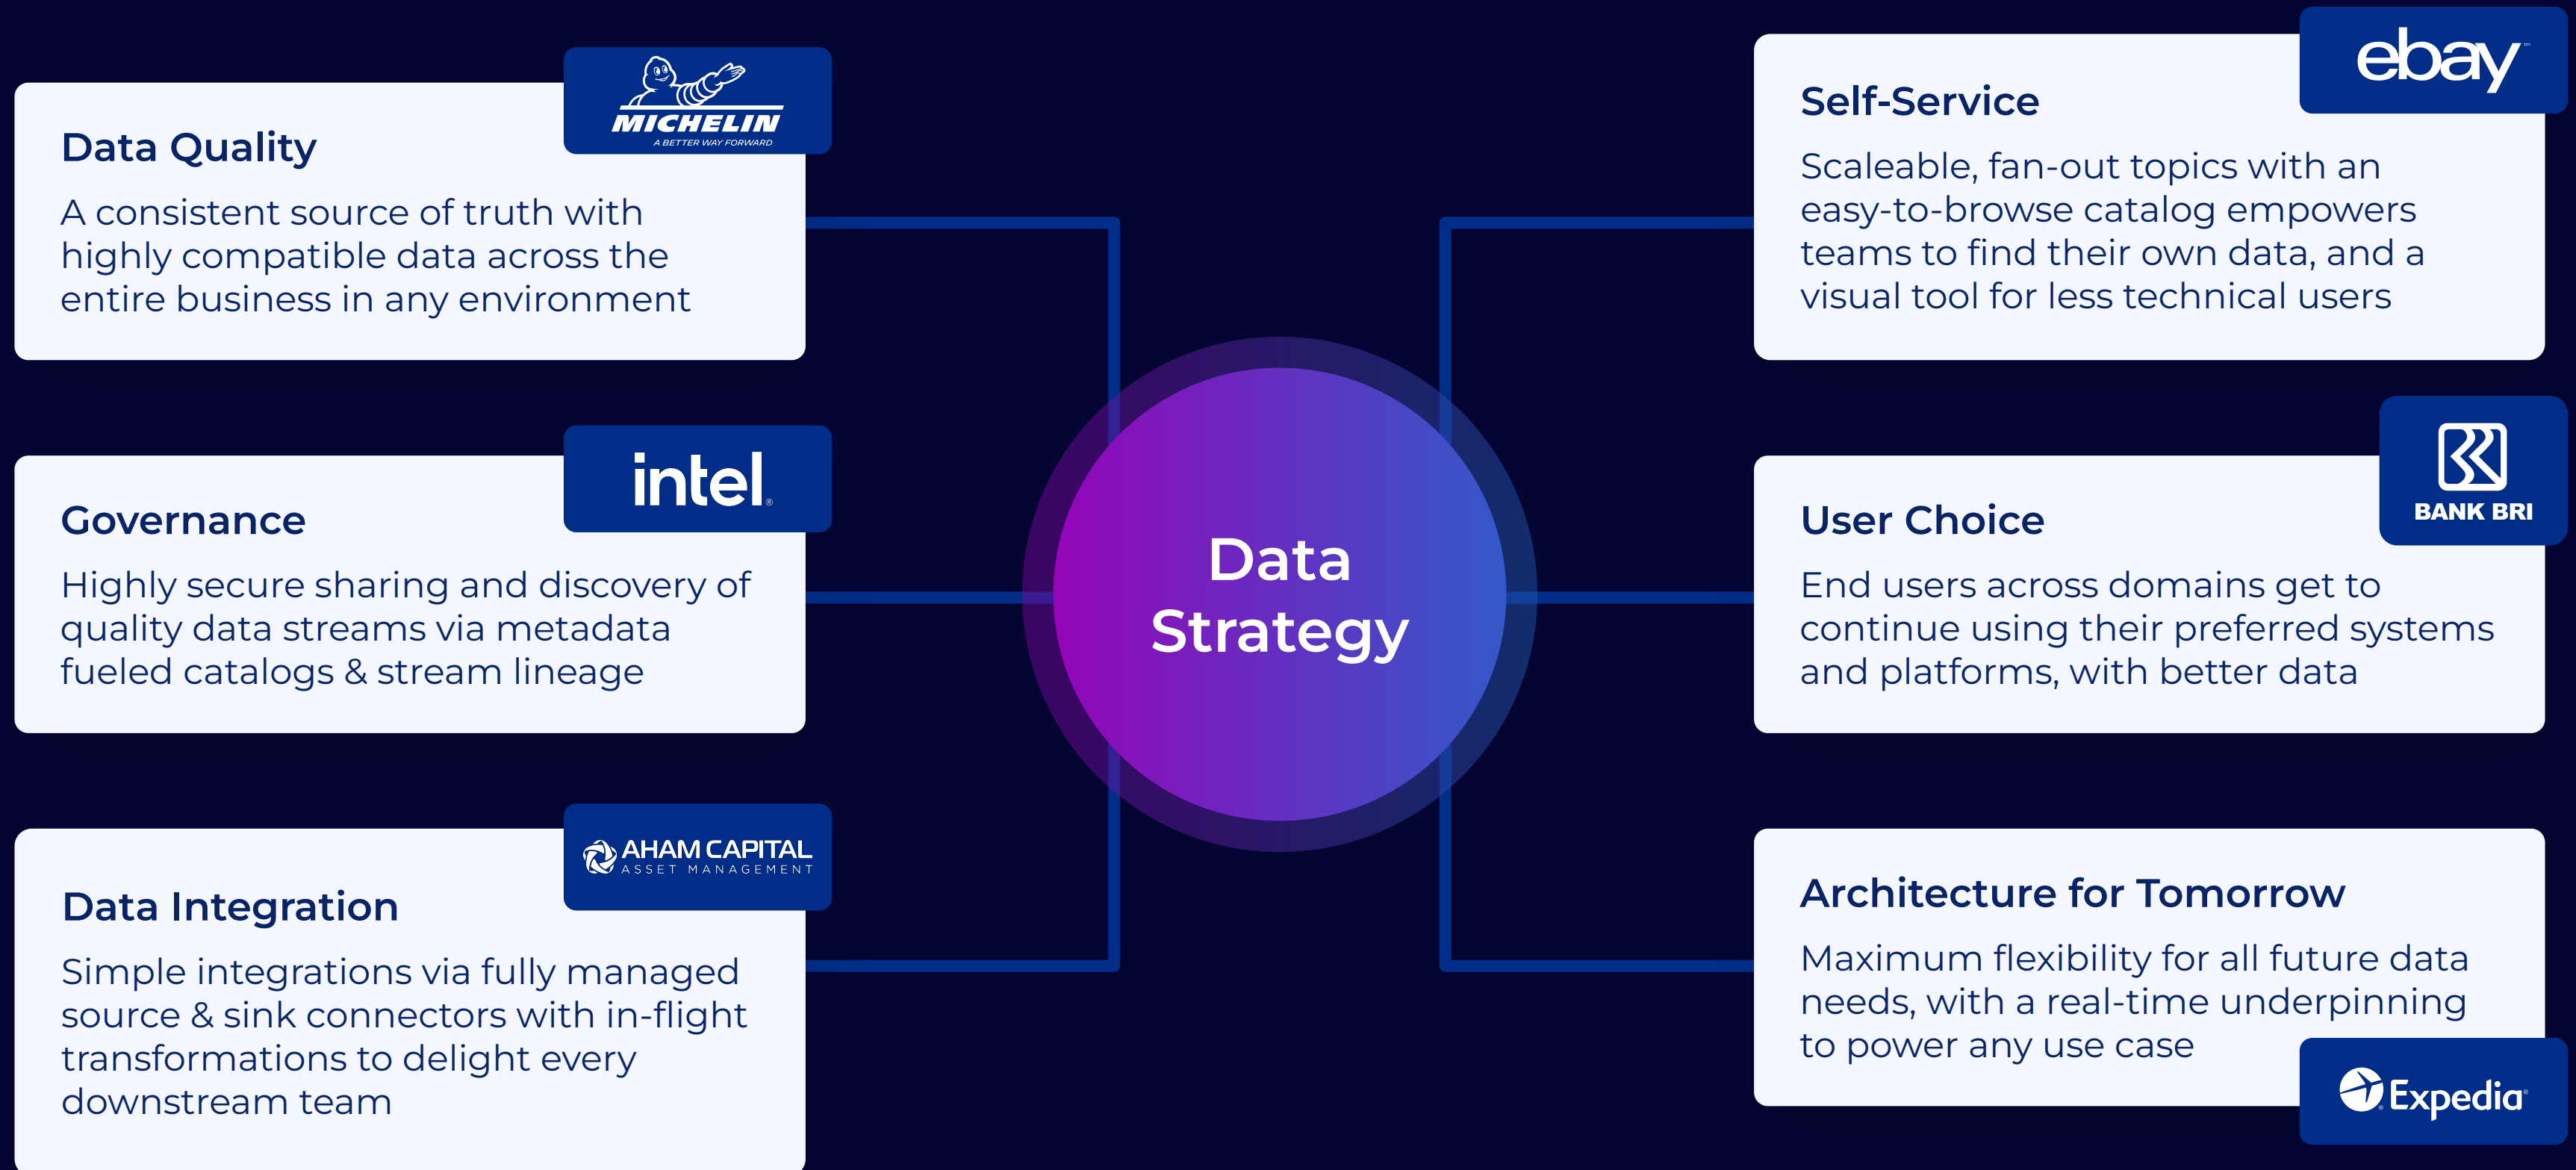 MICHELIN
A BETTER WAY FORWARD
Data Quality
A consistent source of truth with
highly compatible data across the
entire business in any environment
intel®
Governance
Highly secure sharing and discovery of
quality data streams via metadata
fueled catalogs & stream lineage
AHAM CAPITAL
ASSET MANAGEMENT
Data Integration
Simple integrations via fully managed
source & sink connectors with in-flight
transformations to delight every
downstream team
Data
Strategy
ebay™
Self-Service
Scaleable, fan-out topics with an
easy-to-browse catalog empowers
teams to find their own data, and a
visual tool for less technical users
BANK BRI
User Choice
End users across domains get to
continue using their preferred systems
and platforms, with better data
Architecture for Tomorrow
Maximum flexibility for all future data
needs, with a real-time underpinning
to power any use case
Expedia®